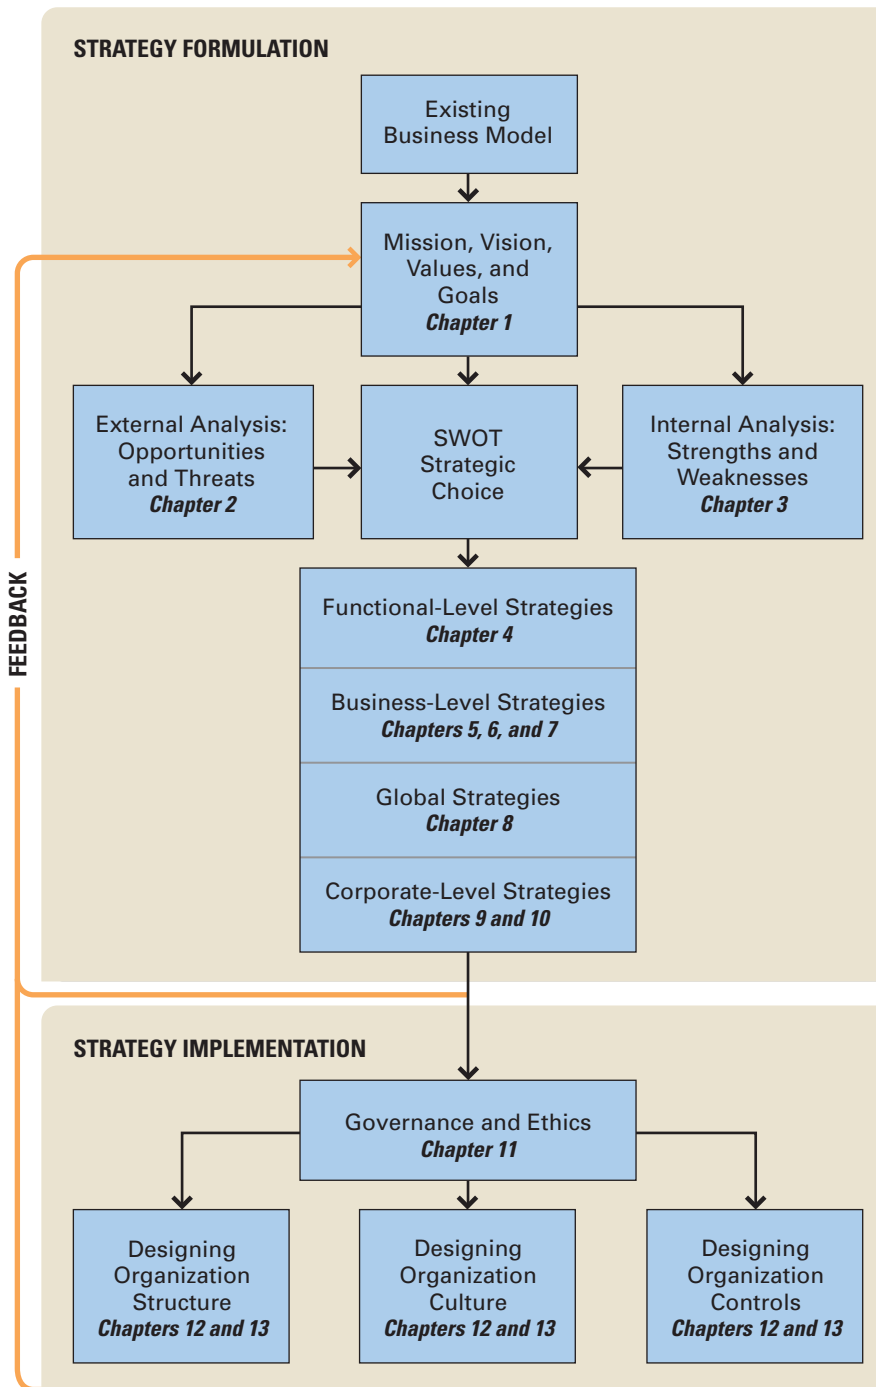 STRATEGY FORMULATION
Existing
Business Model
Mission, Vision,
Values, and
Goals
Chapter 1
External Analysis:
Opportunities
and Threats
Chapter 2
SWOT
Strategic
Choice
Internal Analysis:
Strengths and
Weaknesses
Chapter 3
FEEDBACK
Functional-Level Strategies
Chapter 4
Business-Level Strategies
Chapters 5, 6, and 7
Global Strategies
Chapter 8
Corporate-Level Strategies
Chapters 9 and 10
STRATEGY IMPLEMENTATION
Governance and Ethics
Chapter 11
Designing
Organization
Structure
Chapters 12 and 13
Designing
Organization
Culture
Chapters 12 and 13
Designing
Organization
Controls
Chapters 12 and 13